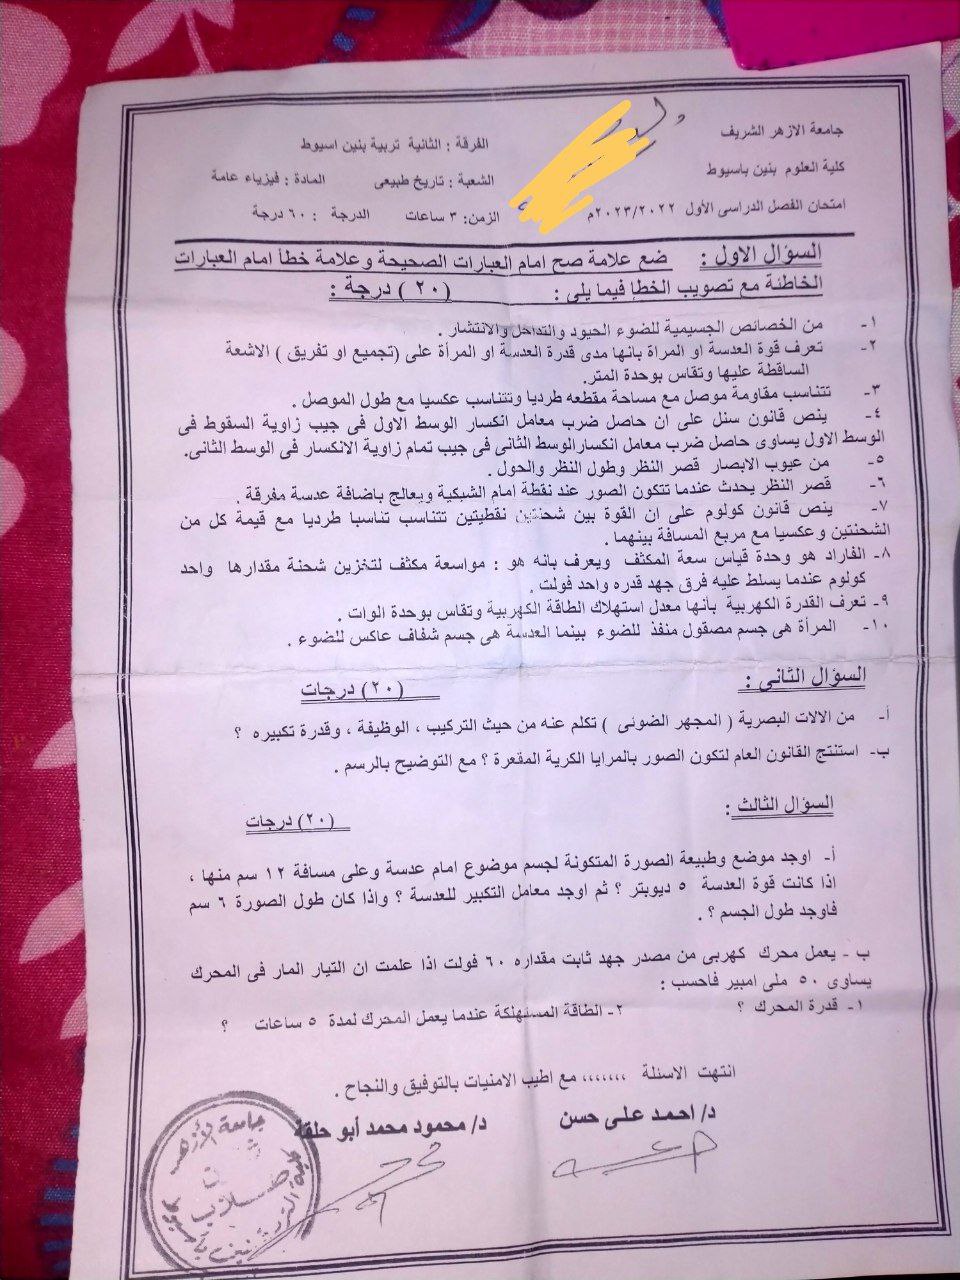 جامعة الازهر الشريف
كلية العلوم بنين باسيوط
امتحان الفصل الدراسى الأول ٢٠٢٣/٢٠٢٢م
الفرقة : الثانية تربية بنين اسيوط
الشعبة : تاريخ طبيعى المادة : فيزياء عامة
الزمن: ٣ ساعات الدرجة : ٦٠ درجة
السؤال الاول : ضع علامة صح امام العبارات الصحيحة وعلامة خطأ امام العبارات
الخاطئة مع تصويب الخطإ فيما يلى : (٢٠) درجة :
١- من الخصائص الجسيمية للضوء الحيود والتداخل والانتشار .
٢- تعرف قوة العدسة او المراة بانها مدى قدرة العدسة او المرأة على (تجميع او تفريق ) الاشعة
الساقطة عليها وتقاس بوحدة المتر.
٣- تتناسب مقاومة موصل مع مساحة مقطعه طرديا وتتناسب عكسيا مع طول الموصل .
٤- ينص قانون سنل على ان حاصل ضرب معامل انكسار الوسط الاول فى جيب زاوية السقوط فى
الوسط الاول يساوى حاصل ضرب معامل انكسارالوسط الثانى فى جيب تمام زاوية الانكسار فى الوسط الثانى.
٥- من عيوب الابصار قصر النظر وطول النظر والحول .
٦- قصر النظر يحدث عندما تتكون الصور عند نقطة امام الشبكية ويعالج باضافة عدسة مفرقة .
٧- ينص قانون كولوم على ان القوة بين شحنتين نقطيتين تتناسب تناسبا طرديا مع قيمة كل من
الشحنتين وعكسيا مع مربع المسافة بينهما .
٨- الفاراد هو وحدة قياس سعة المكثف ويعرف بانه هو : مواسعة مكثف لتخزين شحنة مقدارها واحد
كولوم عندما يسلط عليه فرق جهد قدره واحد فولت .
٩- تعرف القدرة الكهربية بانها معدل استهلاك الطاقة الكهربية وتقاس بوحدة الوات .
١٠- المرأة هى جسم مصقول منفذ للضوء بينما العدسة هى جسم شفاف عاكس للضوء .
السؤال الثانى : (٢٠) درجات
أ- من الالات البصرية ( المجهر الضوئى ) تكلم عنه من حيث التركيب ، الوظيفة ، وقدرة تكبيره ؟
ب- استنتج القانون العام لتكون الصور بالمرايا الكرية المقعرة ؟ مع التوضيح بالرسم .
السؤال الثالث :
(٢٠) درجات
أ- اوجد موضع وطبيعة الصورة المتكونة لجسم موضوع امام عدسة وعلى مسافة ١٢ سم منها ،
اذا كانت قوة العدسة ٥ ديوبتر ؟ ثم اوجد معامل التكبير للعدسة ؟ واذا كان طول الصورة ٦ سم
فاوجد طول الجسم ؟ .
ب - يعمل محرك كهربى من مصدر جهد ثابت مقداره ٦٠ فولت اذا علمت ان التيار المار فى المحرك
يساوى ٥٠ ملى امبير فاحسب :
١- قدرة المحرك ؟ ٢- الطاقة المستهلكة عندما يعمل المحرك لمدة ٥ ساعات ؟
انتهت الاسئلة ،،،،،،، مع اطيب الامنيات بالتوفيق والنجاح .
د/ احمد على حسن د/ محمود محمد أبو حلقة
جامعة الأزهر
طلاب